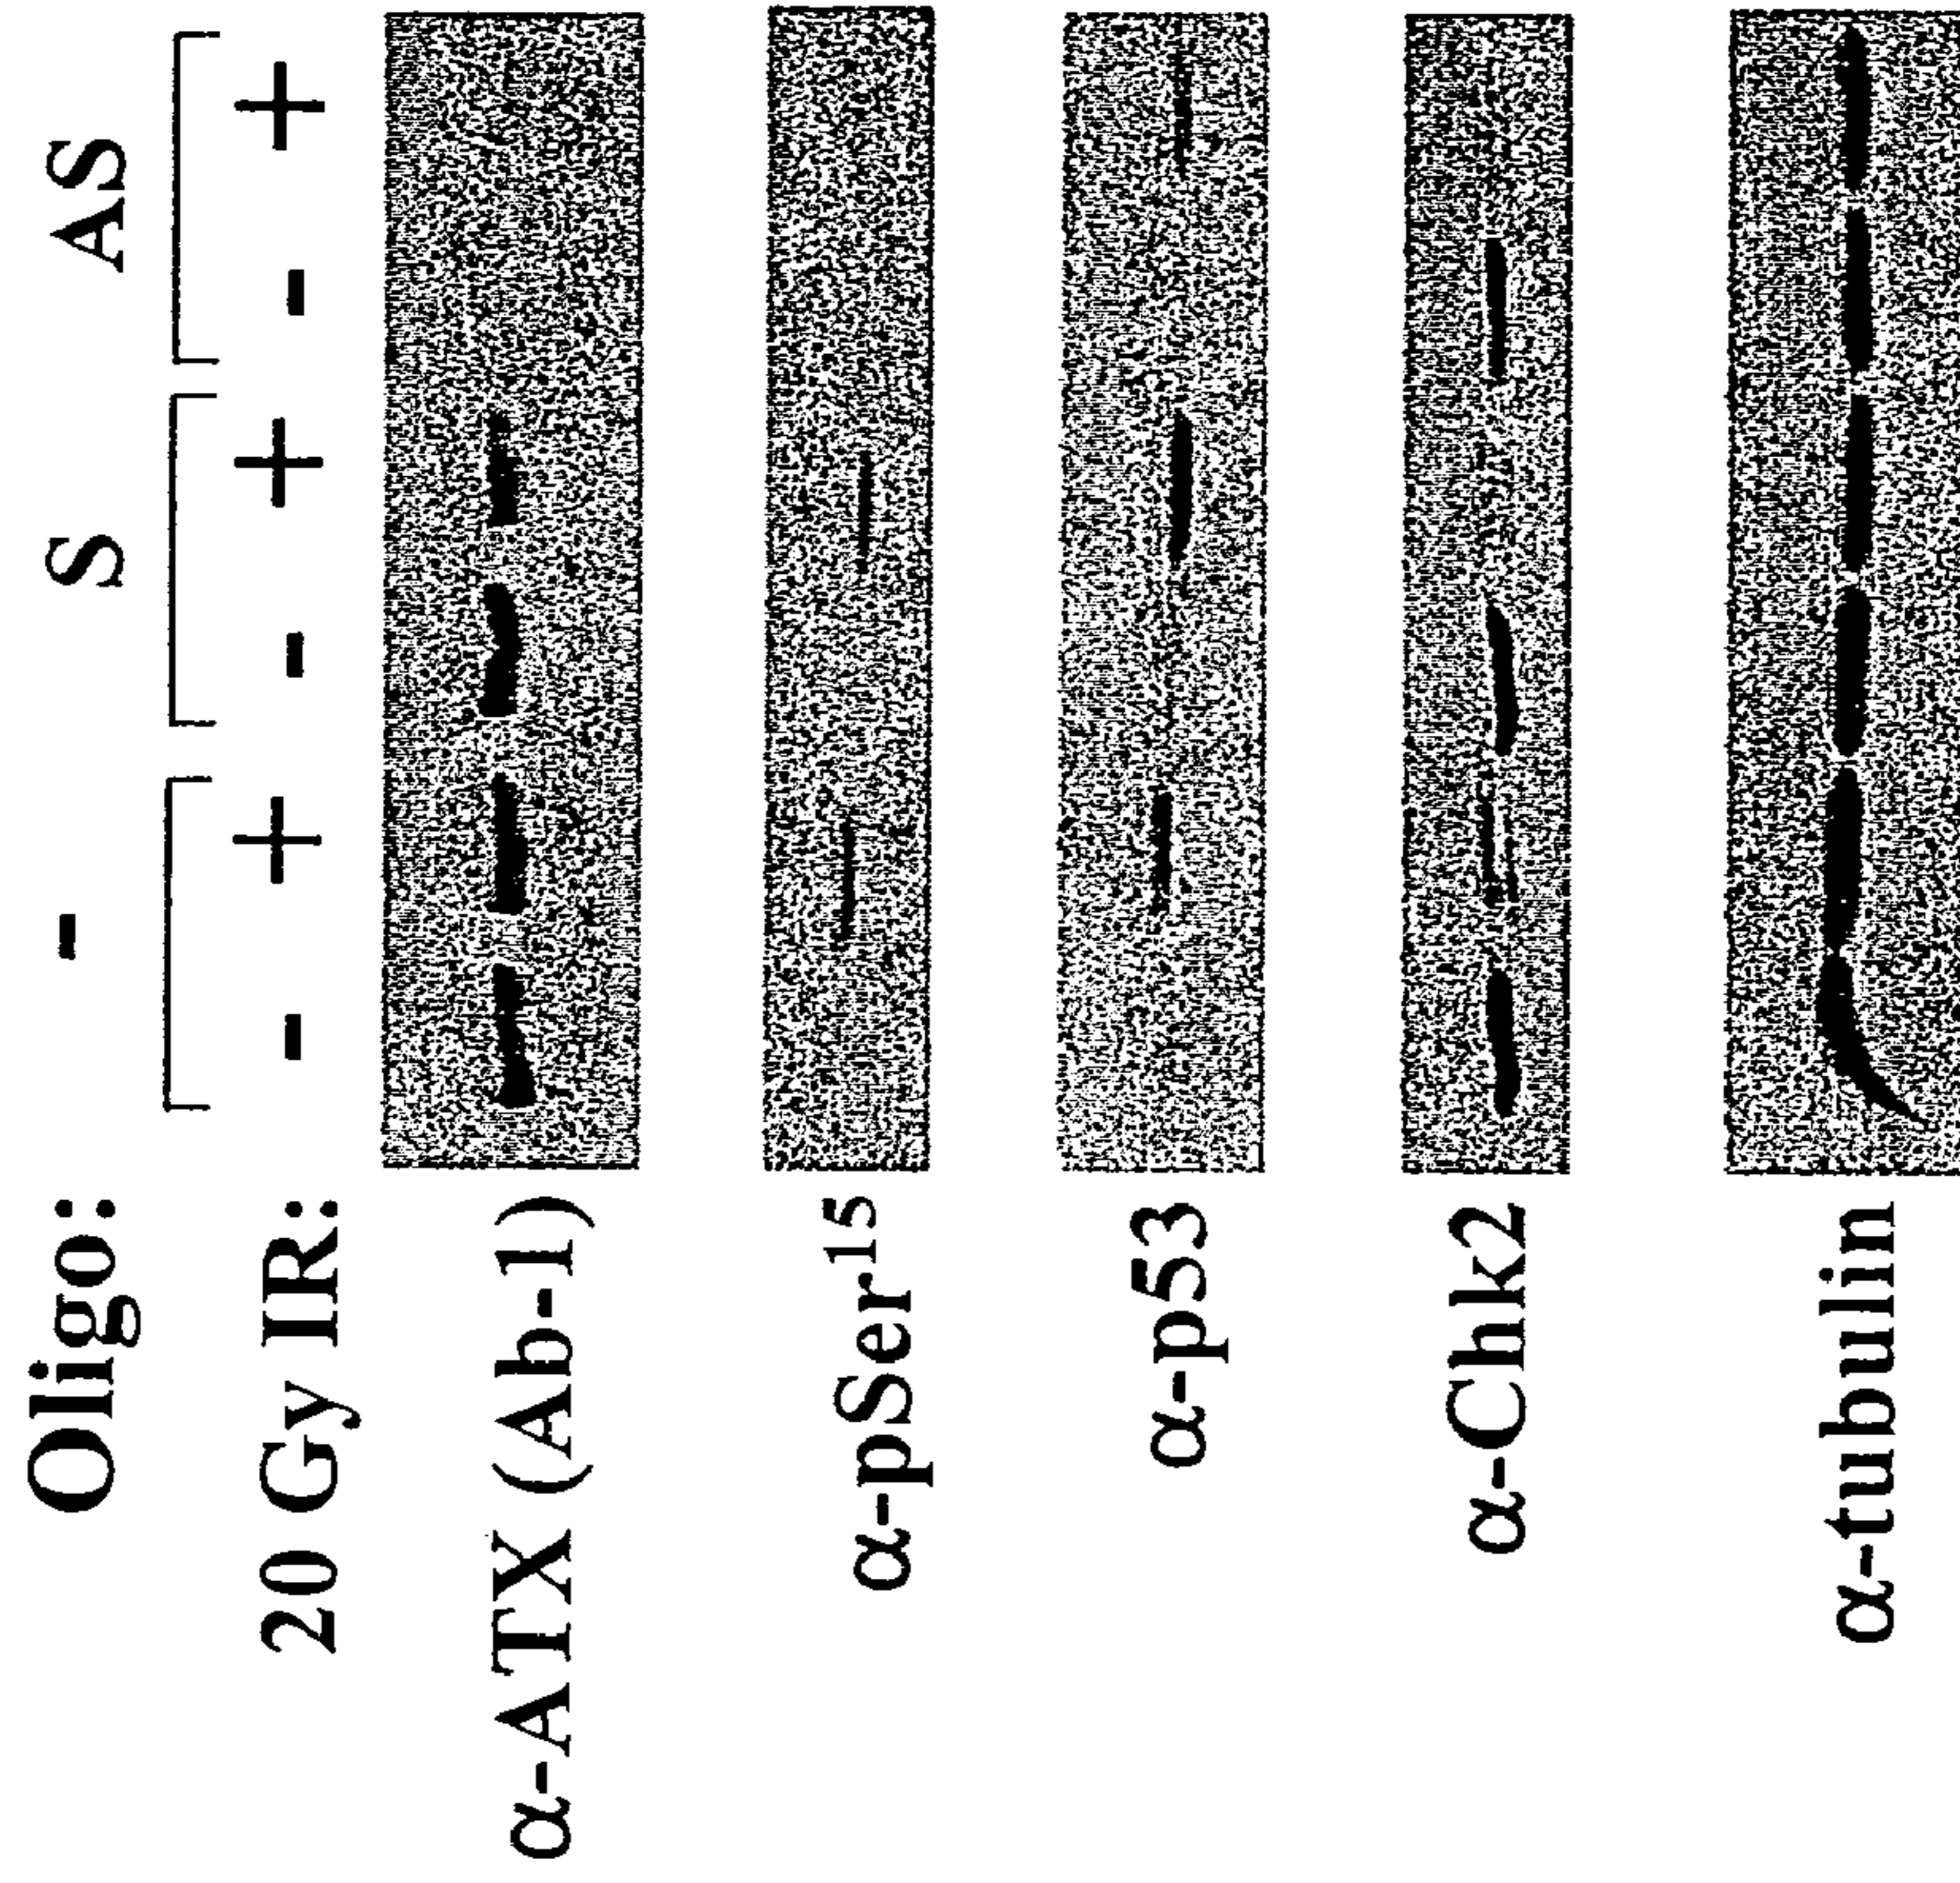 Oligo: - S AS
20 Gy IR: - + - + - +
α-ATX (Ab-1)
α-pSer¹⁵
α-p53
α-Chk2
α-tubulin